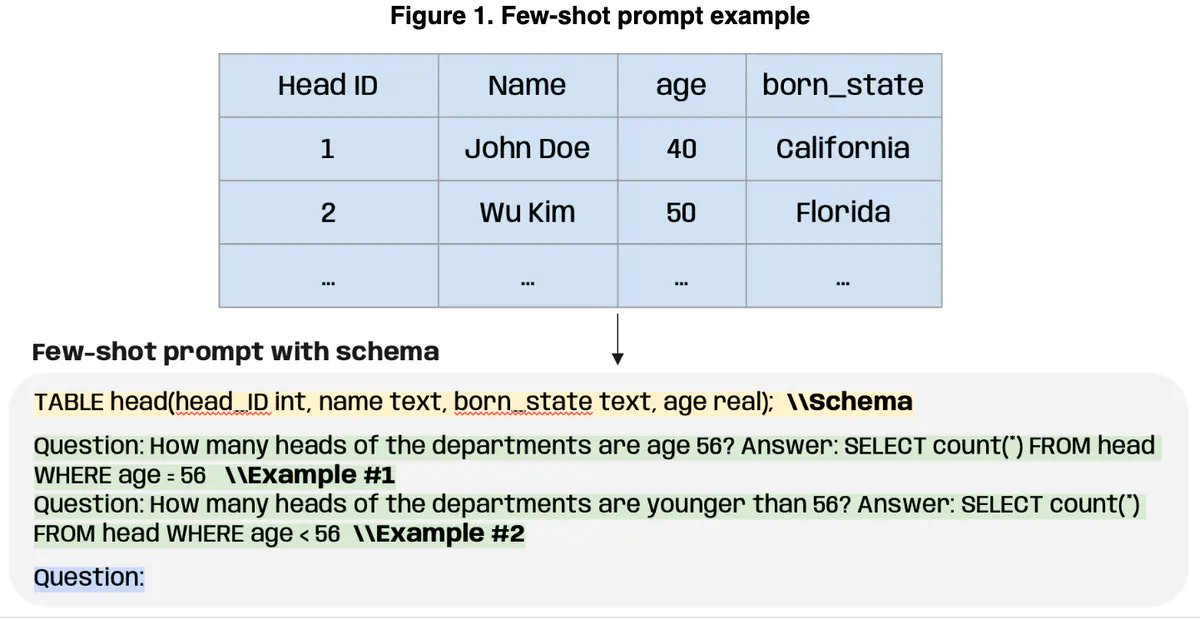 Figure 1. Few-shot prompt example
Head ID Name age born_state
1 John Doe 40 California
2 Wu Kim 50 Florida
... ... ... ...
Few-shot prompt with schema
TABLE head(head_ID int, name text, born_state text, age real); \\Schema
Question: How many heads of the departments are age 56? Answer: SELECT count(*) FROM head
WHERE age = 56 \\Example #1
Question: How many heads of the departments are younger than 56? Answer: SELECT count(*)
FROM head WHERE age < 56 \\Example #2
Question: